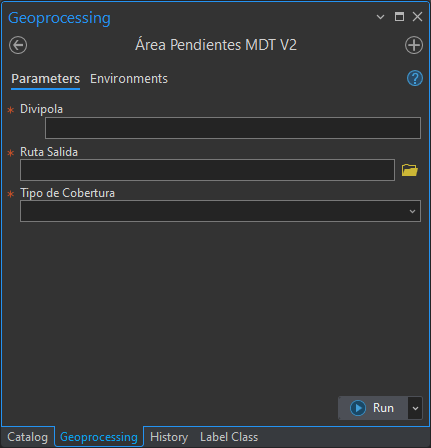 Geoprocessing
Área Pendientes MDT V2
Parameters Environments
?
* Divipola
* Ruta Salida
* Tipo de Cobertura
Run
Catalog Geoprocessing History Label Class